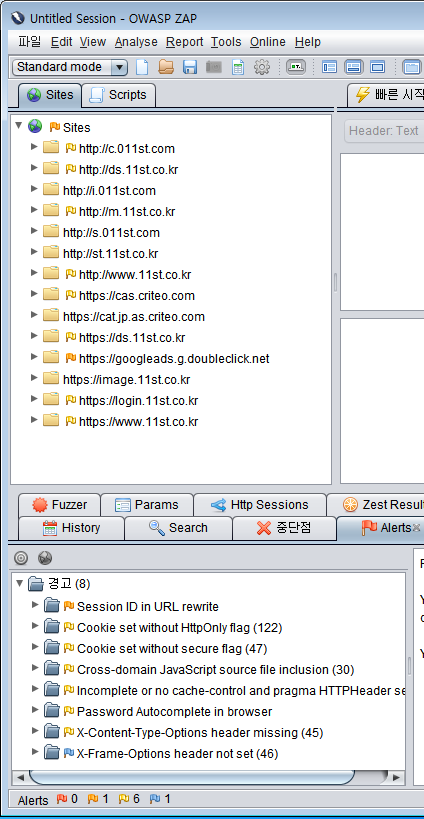 Untitled Session - OWASP ZAP
파일 Edit View Analyse Report Tools Online Help
Standard mode
Sites Scripts 빠른 시작
Header: Text
Sites
http://c.011st.com
http://ds.11st.co.kr
http://i.011st.com
http://m.11st.co.kr
http://s.011st.com
http://st.11st.co.kr
http://www.11st.co.kr
https://cas.criteo.com
https://cat.jp.as.criteo.com
https://ds.11st.co.kr
https://googleads.g.doubleclick.net
https://image.11st.co.kr
https://login.11st.co.kr
https://www.11st.co.kr
Fuzzer Params Http Sessions Zest Resul
History Search 중단점 Alerts
경고 (8)
Session ID in URL rewrite
Cookie set without HttpOnly flag (122)
Cookie set without secure flag (47)
Cross-domain JavaScript source file inclusion (30)
Incomplete or no cache-control and pragma HTTPHeader se
Password Autocomplete in browser
X-Content-Type-Options header missing (45)
X-Frame-Options header not set (46)
Alerts 0 1 6 1